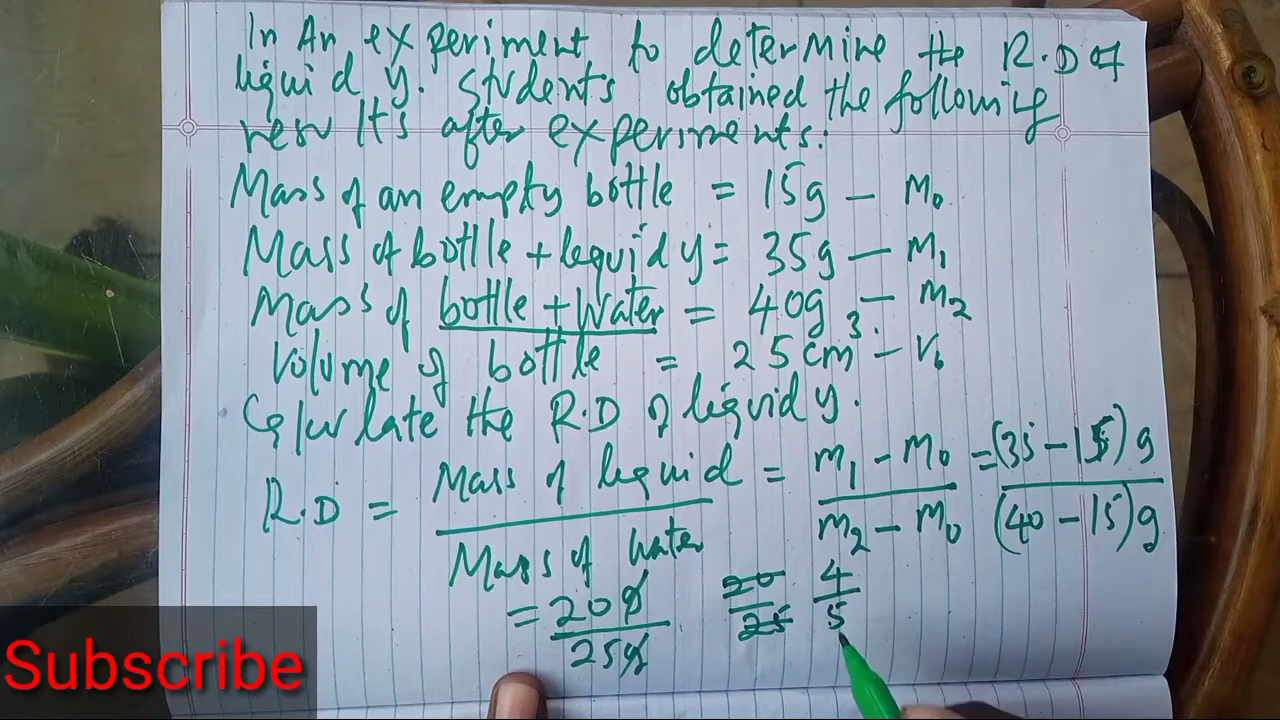 In An experiment to determine the R.D of
liquid y. Students obtained the following
results after experiments.
Mass of an empty bottle = 15g - M₀
Mass of bottle + liquid y = 35g - M₁
Mass of bottle + Water = 40g - M₂
Volume of bottle = 25cm³ - V₀
Calculate the R.D of liquid y.
R.D = Mass of liquid / Mass of water = M₁ - M₀ / M₂ - M₀ = (35 - 15)g / (40 - 15)g
= 20g / 25g 20 / 25 4 / 5
Subscribe